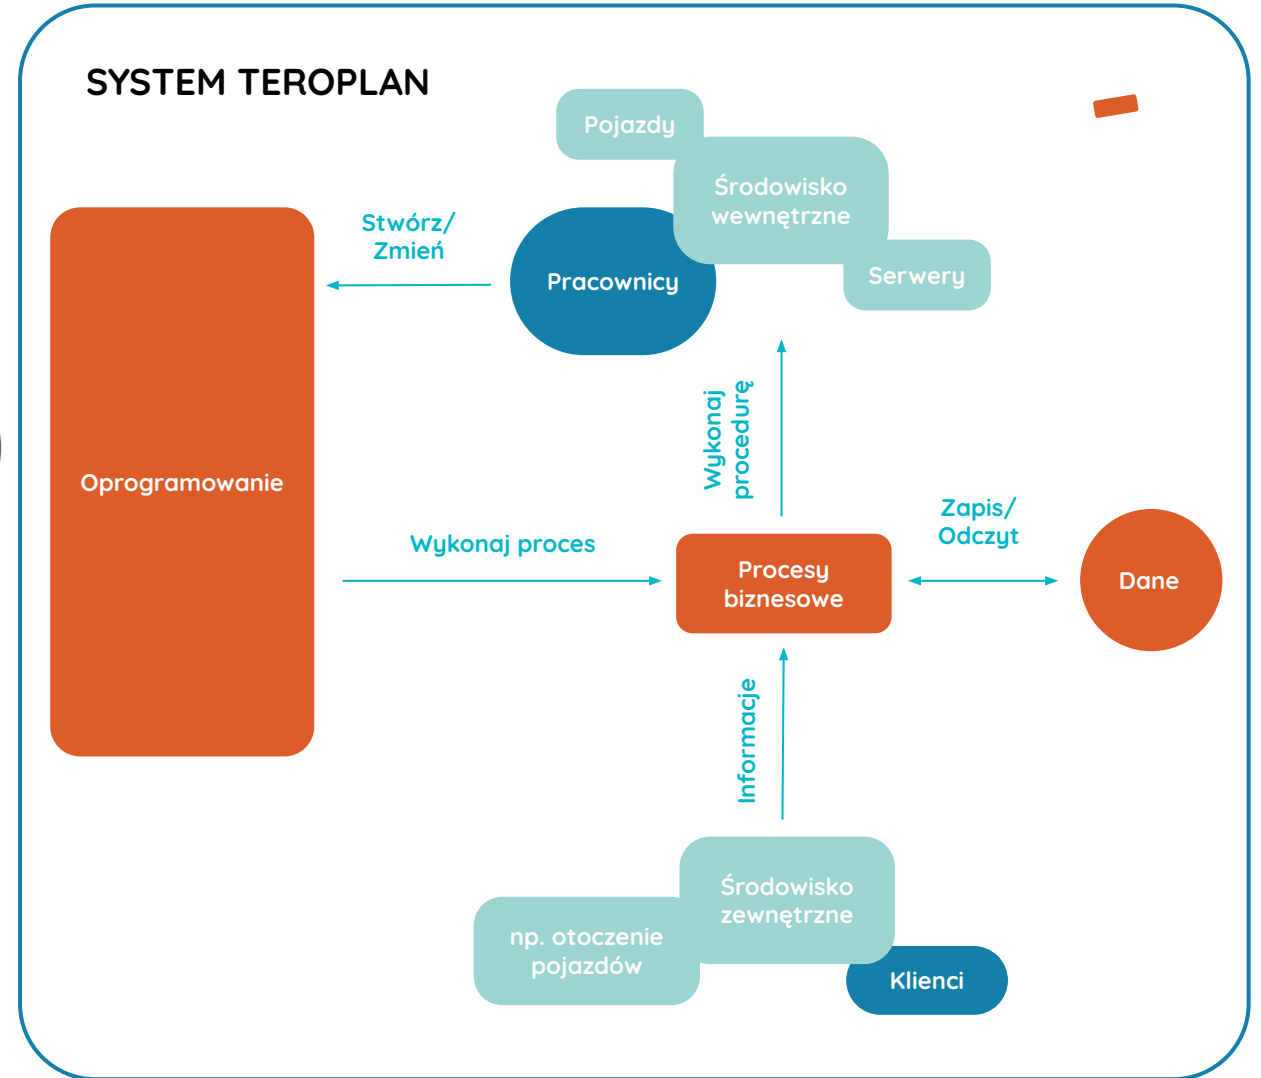 SYSTEM TEROPLAN
Pojazdy
Środowisko
wewnętrzne
Stwórz/
Zmień
Pracownicy
Serwery
Wykonaj
procedurę
Oprogramowanie
Zapis/
Odczyt
Wykonaj proces
Procesy
biznesowe
Dane
Informacje
Środowisko
zewnętrzne
np. otoczenie
pojazdów
Klienci